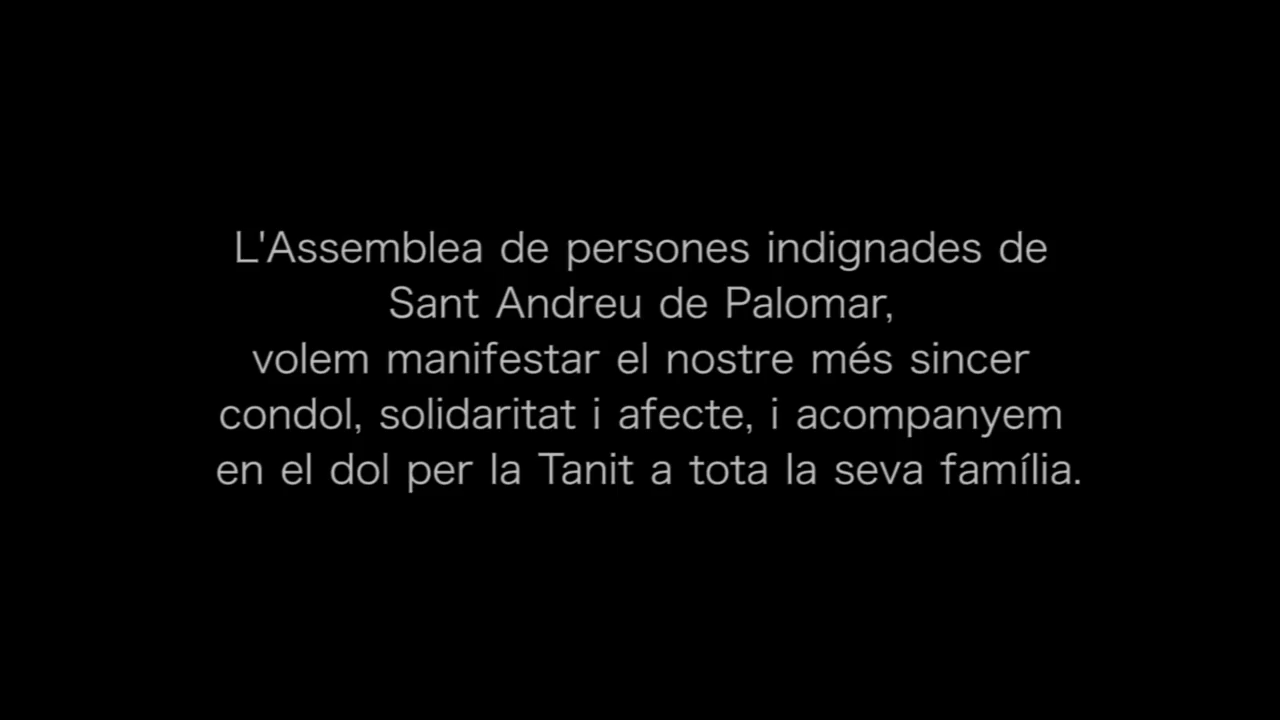 L'Assemblea de persones indignades de
Sant Andreu de Palomar,
volem manifestar el nostre més sincer
condol, solidaritat i afecte, i acompanyem
en el dol per la Tanit a tota la seva família.